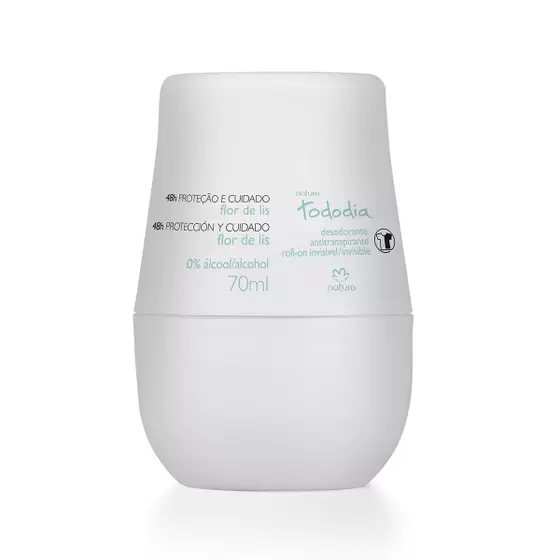 48h PROTEÇÃO E CUIDADO
flor de lis
48h PROTECCIÓN Y CUIDADO
flor de lis
0% álcool/alcohol
70ml
natura
Tododia
desodorante
antitranspirante
roll-on invisível/invisible
natura